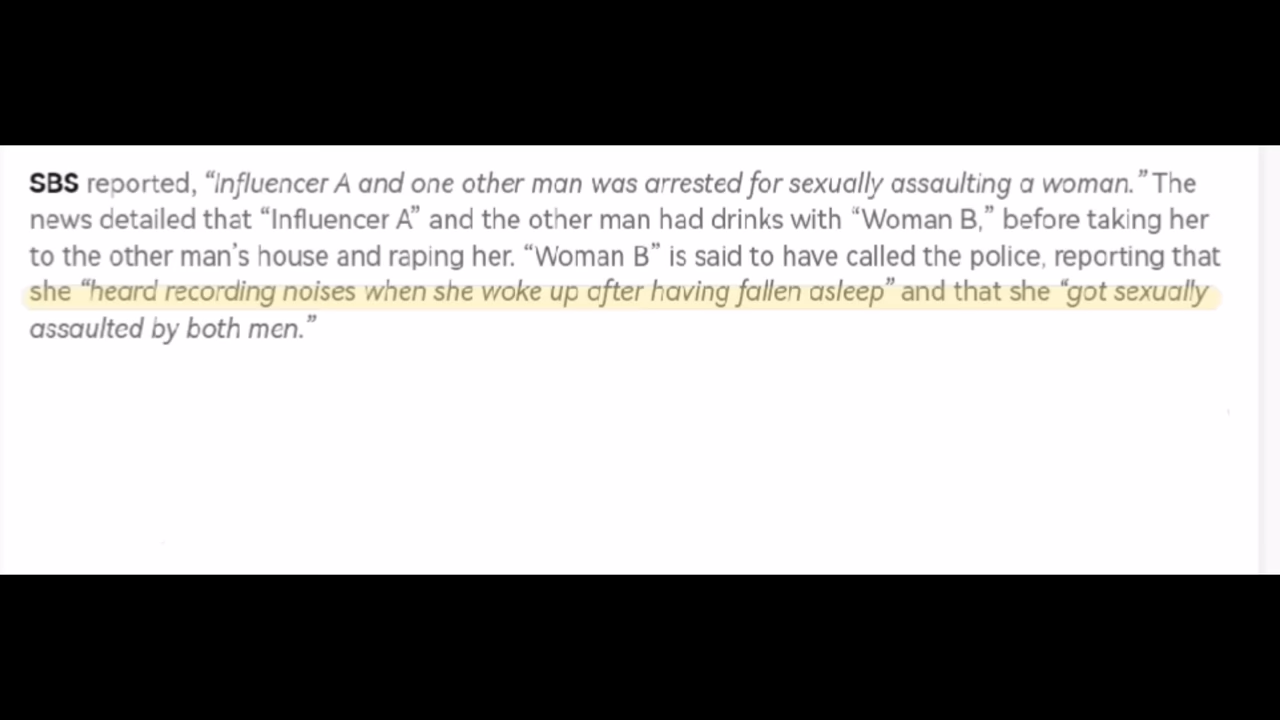 SBS reported, “Influencer A and one other man was arrested for sexually assaulting a woman.” The
news detailed that “Influencer A” and the other man had drinks with “Woman B,” before taking her
to the other man’s house and raping her. “Woman B” is said to have called the police, reporting that
she “heard recording noises when she woke up after having fallen asleep” and that she “got sexually
assaulted by both men.”